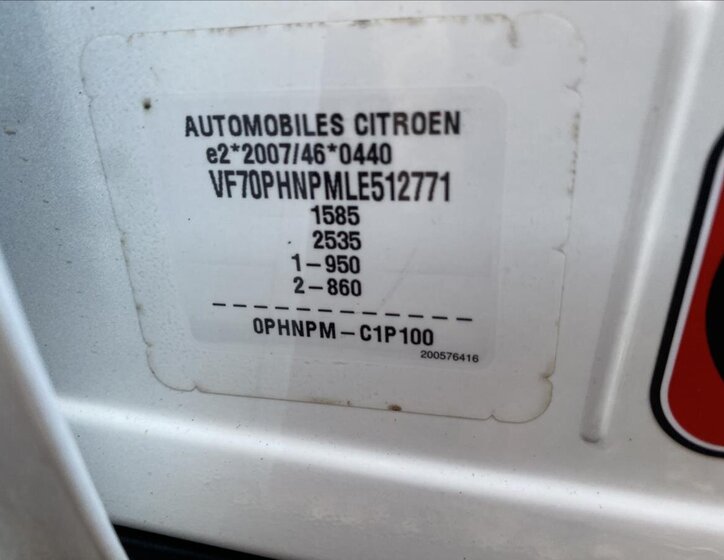 AUTOMOBILES CITROEN
e2*2007/46*0440
VF70PHNPMLE512771
1585
2535
1-950
2-860
0PHNPM-C1P100
200576416